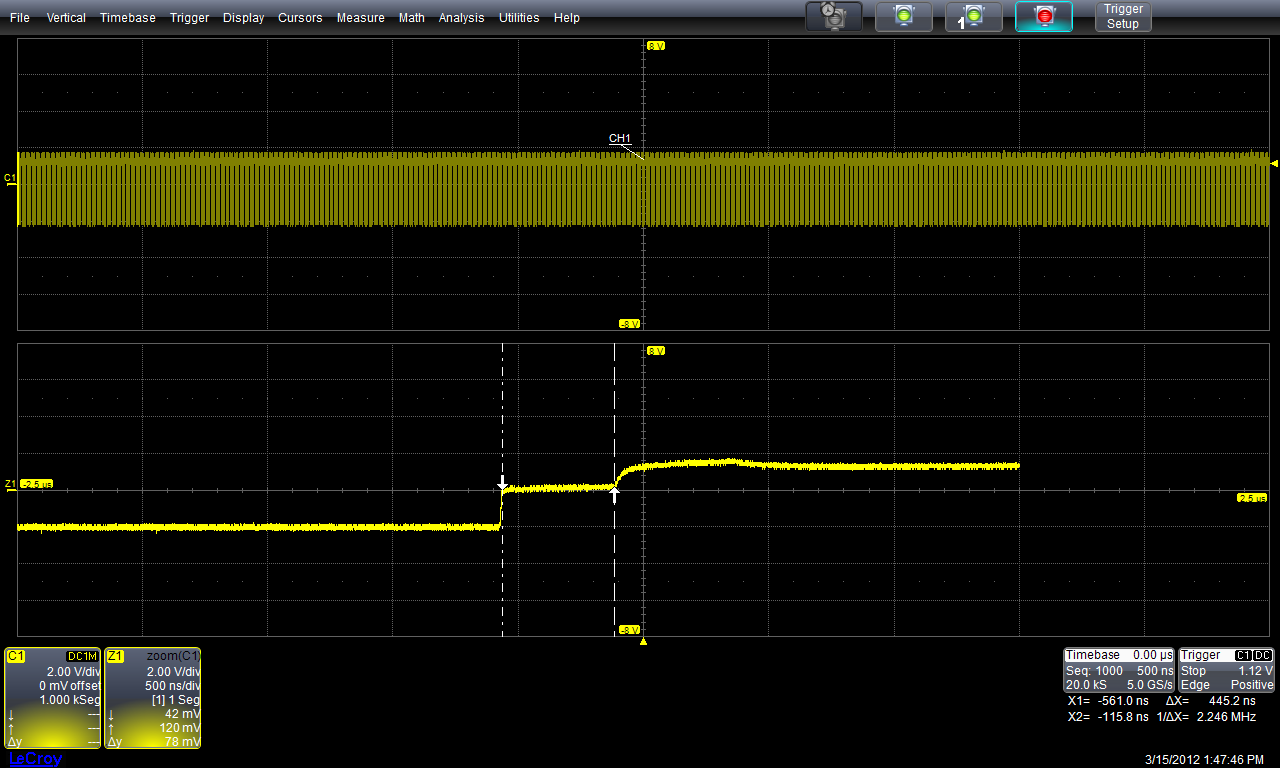 File Vertical Timebase Trigger Display Cursors Measure Math Analysis Utilities Help
1
Trigger
Setup
8 V
CH1
C1
-8 V
8 V
Z1
-2.5 µs
2.5 µs
-8 V
C1 DC1M
2.00 V/div
0 mV offset
1.000 kSeg
↓ ---
↑ ---
Δy ---
Z1 zoom(C1)
2.00 V/div
500 ns/div
[1] 1 Seg
↓ 42 mV
↑ 120 mV
Δy 78 mV
Timebase 0.00 µs
Seq: 1000 500 ns
20.0 kS 5.0 GS/s
Trigger C1 DC
Stop 1.12 V
Edge Positive
X1= -561.0 ns ΔX= 445.2 ns
X2= -115.8 ns 1/ΔX= 2.246 MHz
LeCroy
3/15/2012 1:47:46 PM